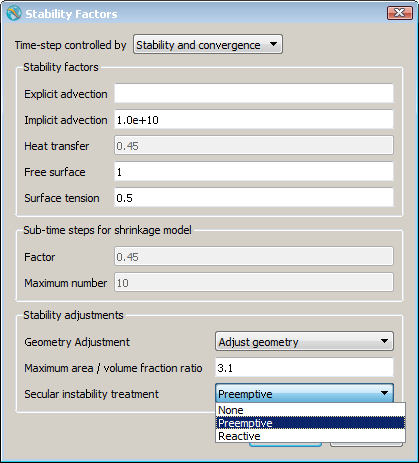 Stability Factors
Time-step controlled by Stability and convergence
Stability factors
Explicit advection
Implicit advection 1.0e+10
Heat transfer 0.45
Free surface 1
Surface tension 0.5
Sub-time steps for shrinkage model
Factor 0.45
Maximum number 10
Stability adjustments
Geometry Adjustment Adjust geometry
Maximum area / volume fraction ratio 3.1
Secular instability treatment Preemptive
None
Preemptive
Reactive